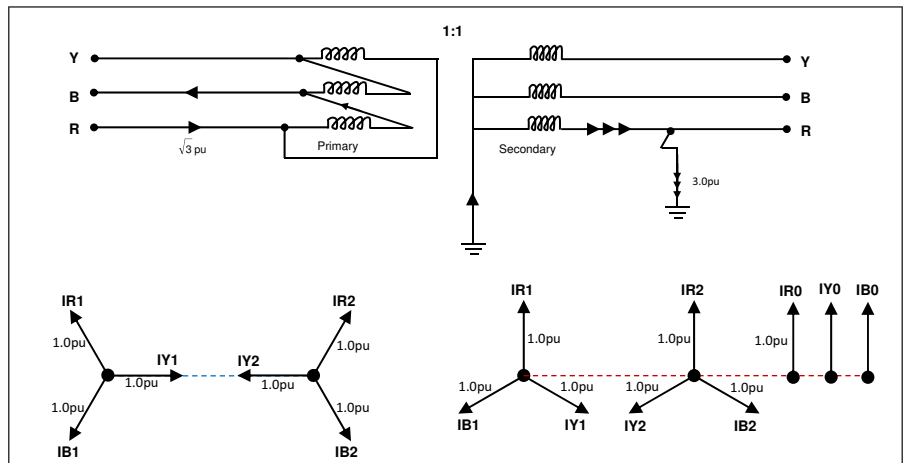 1:1
Y
B
R
√3 pu
Primary
Secondary
Y
B
R
3.0pu
IR1
1.0pu
IY1
1.0pu
1.0pu
IB1
IR2
1.0pu
IY2
1.0pu
1.0pu
IB2
IR1
1.0pu
1.0pu
1.0pu
IB1
IY1
IR2
1.0pu
1.0pu
1.0pu
IY2
IB2
IR0
IY0
IB0
1.0pu